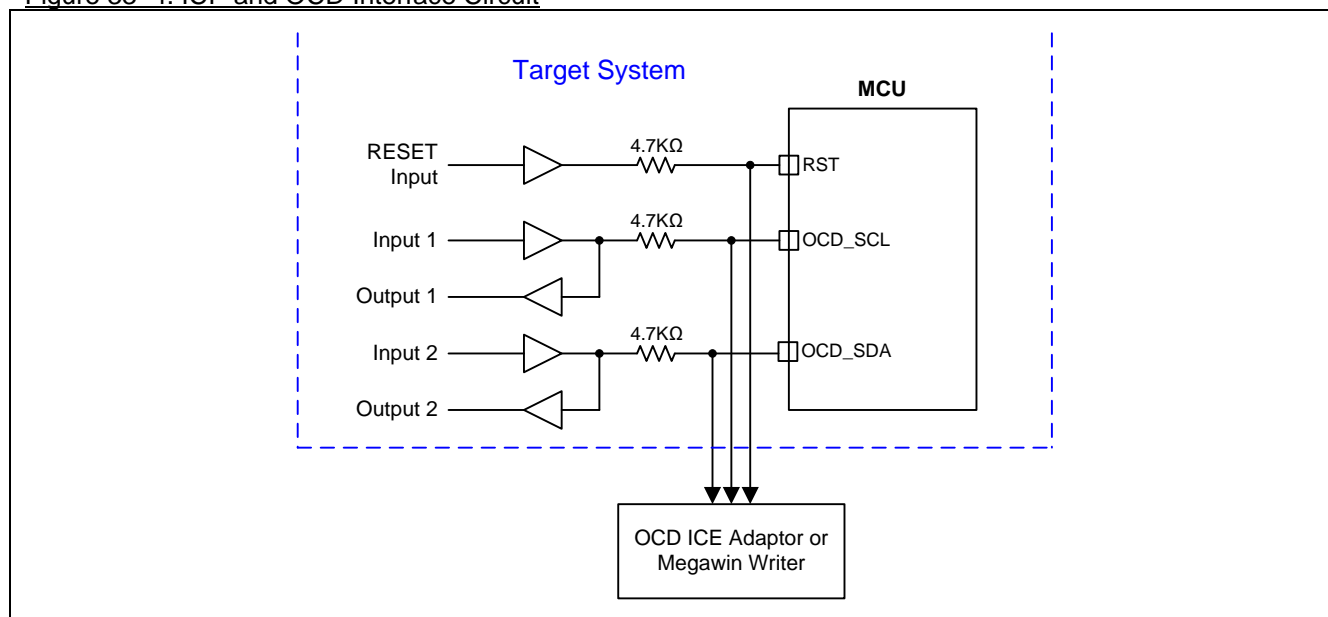 Target System
MCU
RESET
Input
4.7KΩ
RST
Input 1
4.7KΩ
OCD_SCL
Output 1
Input 2
4.7KΩ
OCD_SDA
Output 2
OCD ICE Adaptor or
Megawin Writer